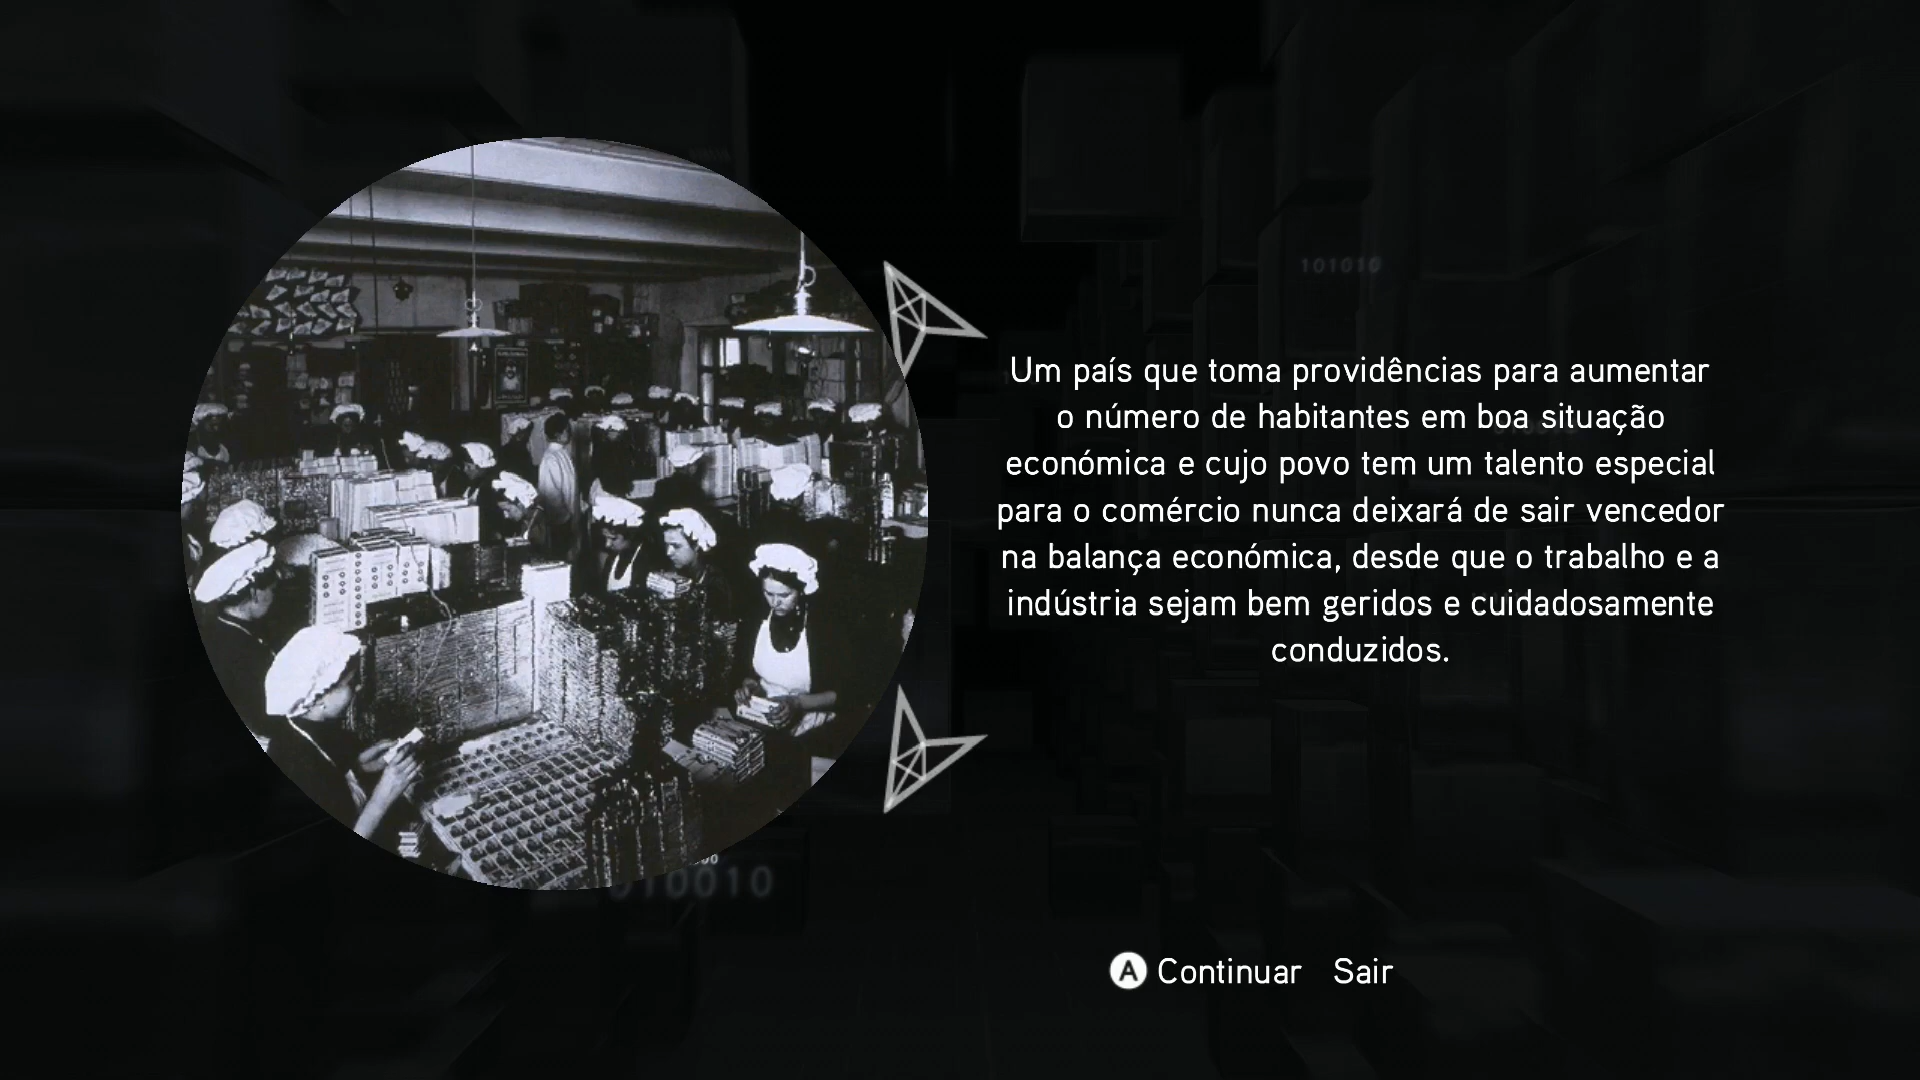 101010
Um país que toma providências para aumentar
o número de habitantes em boa situação
económica e cujo povo tem um talento especial
para o comércio nunca deixará de sair vencedor
na balança económica, desde que o trabalho e a
indústria sejam bem geridos e cuidadosamente
conduzidos.
010010
A Continuar Sair